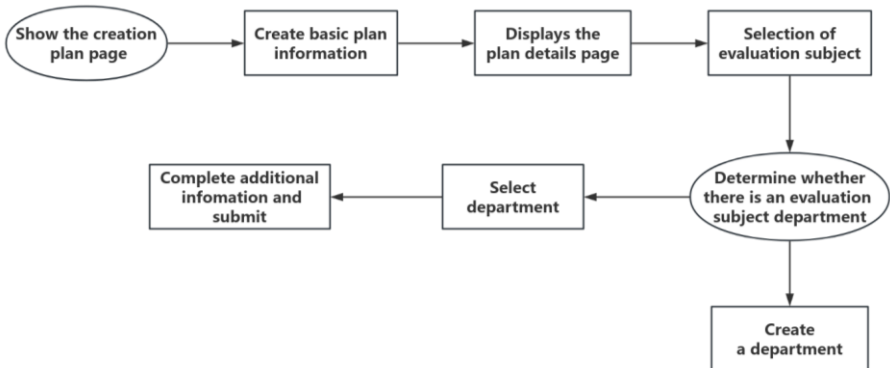 Show the creation
plan page
Create basic plan
information
Displays the
plan details page
Selection of
evaluation subject
Complete additional
infomation and
submit
Select
department
Determine whether
there is an evaluation
subject department
Create
a department